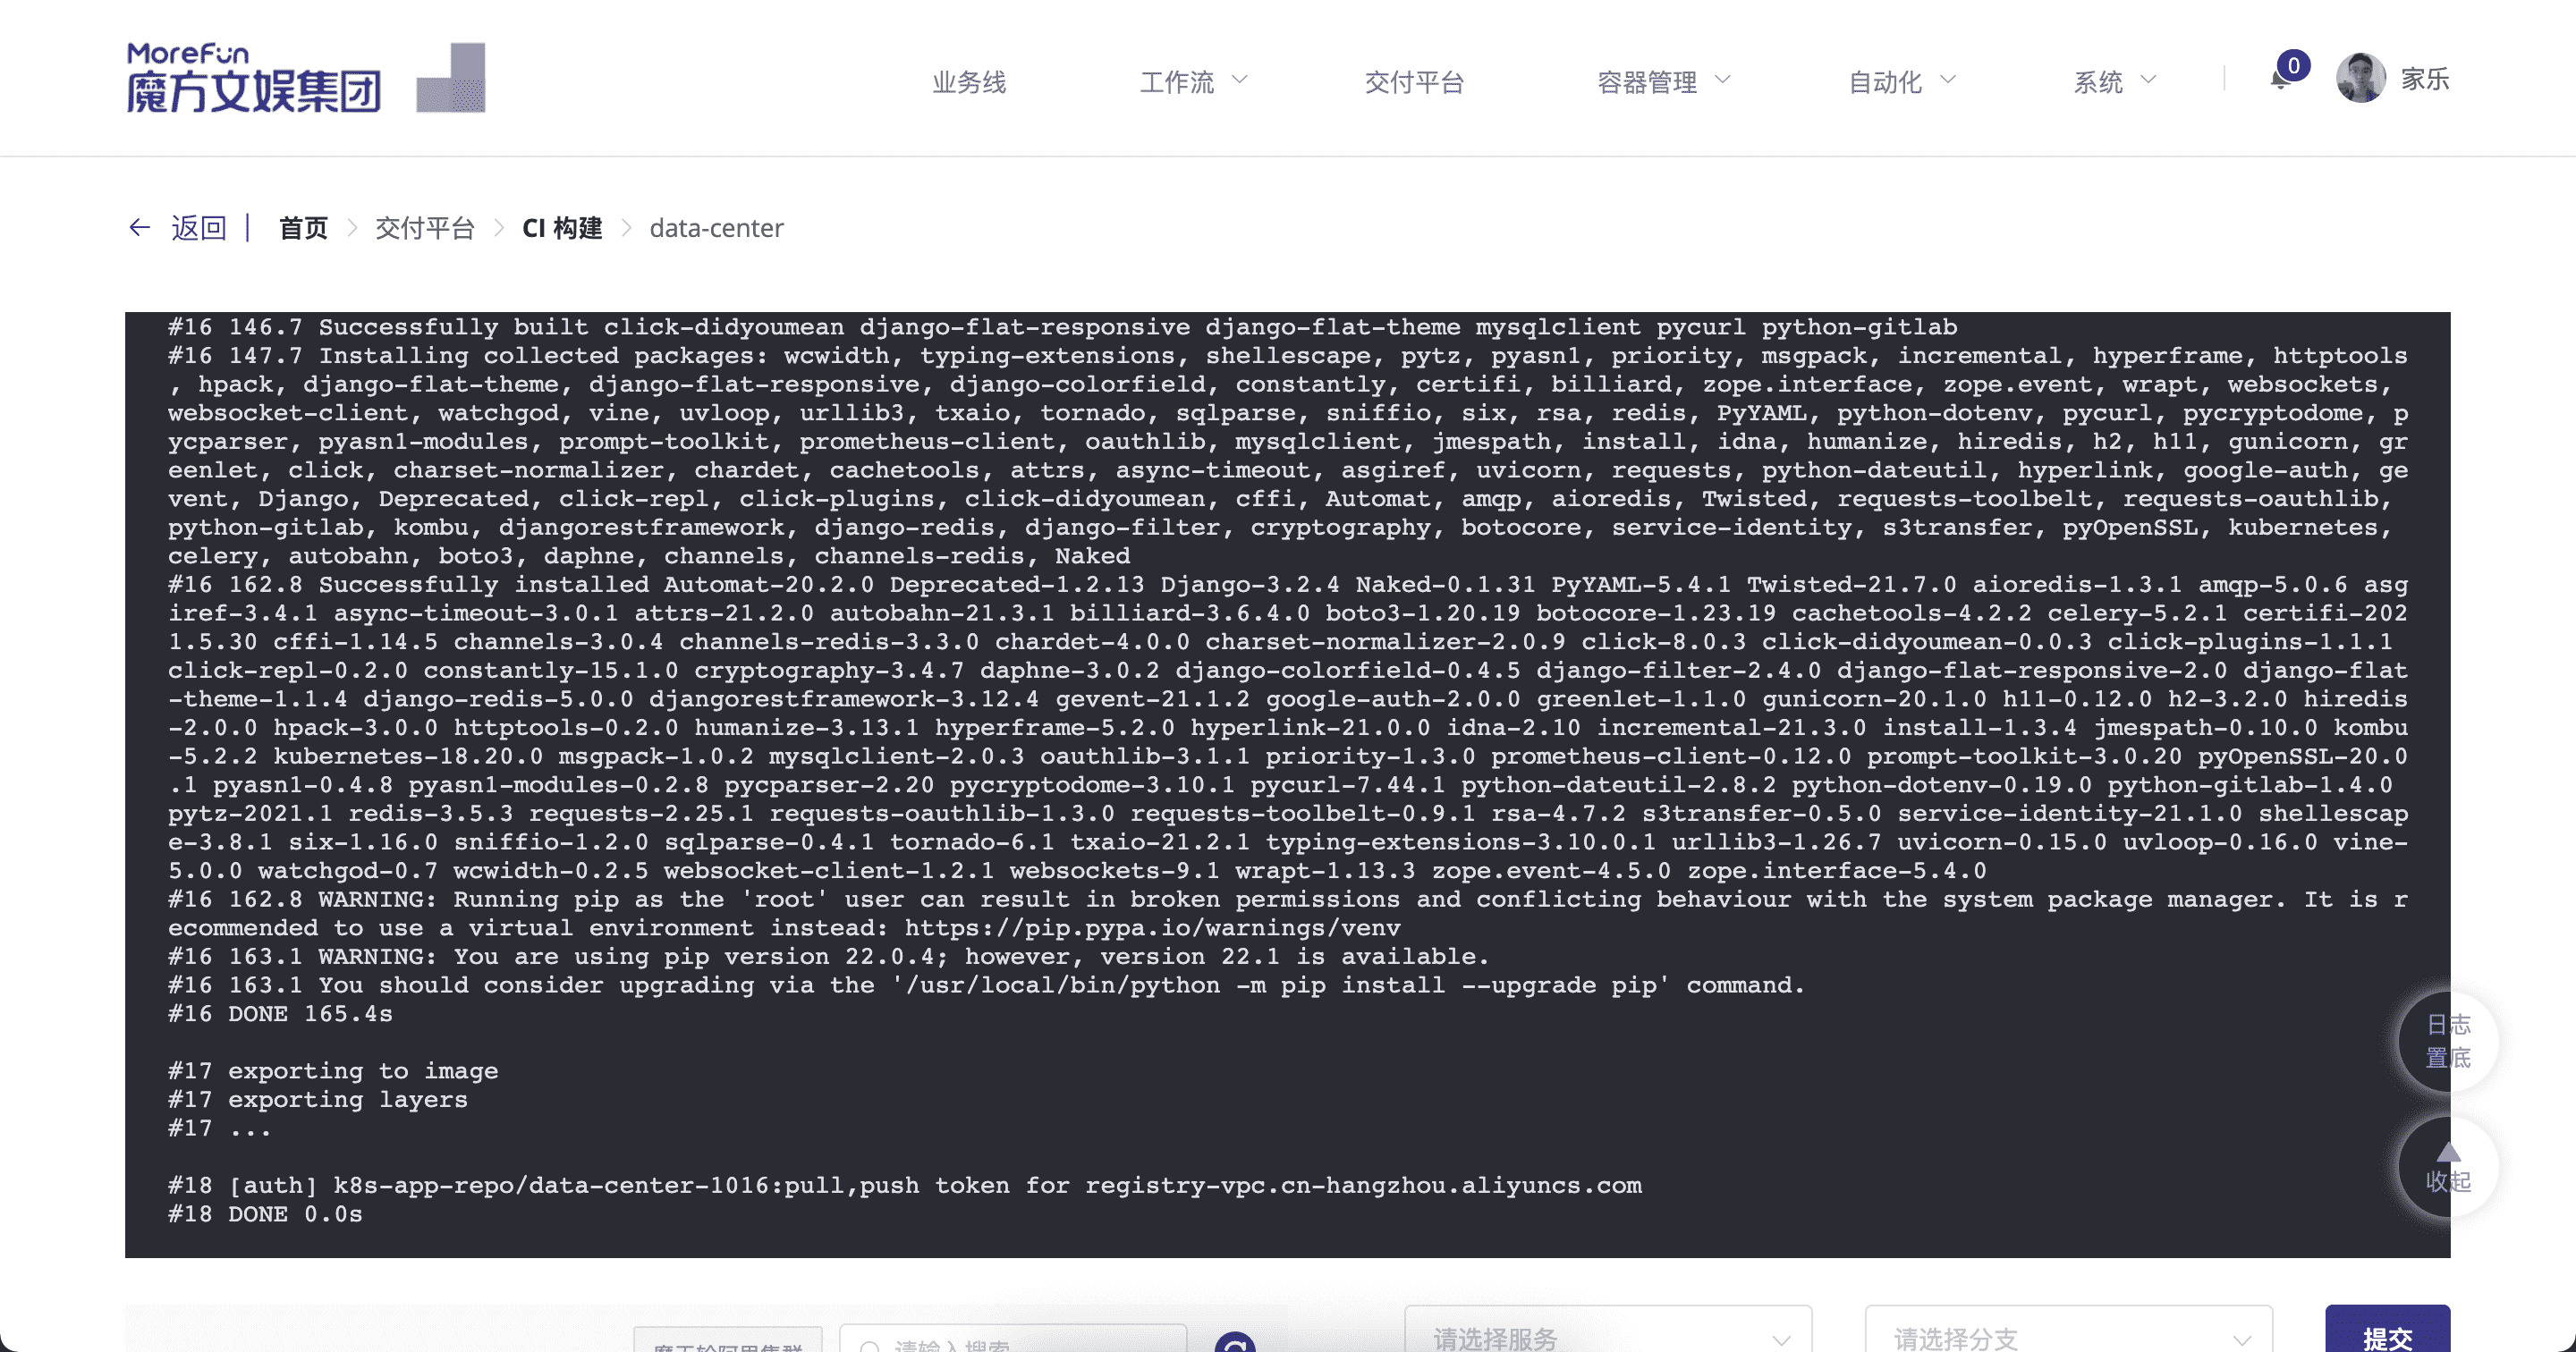 MoreFun
魔方文娱集团
业务线 工作流 交付平台 容器管理 自动化 系统 0 家乐
返回 首页 交付平台 CI 构建 data-center
#16 146.7 Successfully built click-didyoumean django-flat-responsive django-flat-theme mysqlclient pycurl python-gitlab
#16 147.7 Installing collected packages: wcwidth, typing-extensions, shellescape, pytz, pyasn1, priority, msgpack, incremental, hyperframe, httptools
, hpack, django-flat-theme, django-flat-responsive, django-colorfield, constantly, certifi, billiard, zope.interface, zope.event, wrapt, websockets,
websocket-client, watchgod, vine, uvloop, urllib3, txaio, tornado, sqlparse, sniffio, six, rsa, redis, PyYAML, python-dotenv, pycurl, pycryptodome, p
ycparser, pyasn1-modules, prompt-toolkit, prometheus-client, oauthlib, mysqlclient, jmespath, install, idna, humanize, hiredis, h2, h11, gunicorn, gr
eenlet, click, charset-normalizer, chardet, cachetools, attrs, async-timeout, asgiref, uvicorn, requests, python-dateutil, hyperlink, google-auth, ge
vent, Django, Deprecated, click-repl, click-plugins, click-didyoumean, cffi, Automat, amqp, aioredis, Twisted, requests-toolbelt, requests-oauthlib,
python-gitlab, kombu, djangorestframework, django-redis, django-filter, cryptography, botocore, service-identity, s3transfer, pyOpenSSL, kubernetes,
celery, autobahn, boto3, daphne, channels, channels-redis, Naked
#16 162.8 Successfully installed Automat-20.2.0 Deprecated-1.2.13 Django-3.2.4 Naked-0.1.31 PyYAML-5.4.1 Twisted-21.7.0 aioredis-1.3.1 amqp-5.0.6 asg
iref-3.4.1 async-timeout-3.0.1 attrs-21.2.0 autobahn-21.3.1 billiard-3.6.4.0 boto3-1.20.19 botocore-1.23.19 cachetools-4.2.2 celery-5.2.1 certifi-202
1.5.30 cffi-1.14.5 channels-3.0.4 channels-redis-3.3.0 chardet-4.0.0 charset-normalizer-2.0.9 click-8.0.3 click-didyoumean-0.0.3 click-plugins-1.1.1
click-repl-0.2.0 constantly-15.1.0 cryptography-3.4.7 daphne-3.0.2 django-colorfield-0.4.5 django-filter-2.4.0 django-flat-responsive-2.0 django-flat
-theme-1.1.4 django-redis-5.0.0 djangorestframework-3.12.4 gevent-21.1.2 google-auth-2.0.0 greenlet-1.1.0 gunicorn-20.1.0 h11-0.12.0 h2-3.2.0 hiredis
-2.0.0 hpack-3.0.0 httptools-0.2.0 humanize-3.13.1 hyperframe-5.2.0 hyperlink-21.0.0 idna-2.10 incremental-21.3.0 install-1.3.4 jmespath-0.10.0 kombu
-5.2.2 kubernetes-18.20.0 msgpack-1.0.2 mysqlclient-2.0.3 oauthlib-3.1.1 priority-1.3.0 prometheus-client-0.12.0 prompt-toolkit-3.0.20 pyOpenSSL-20.0
.1 pyasn1-0.4.8 pyasn1-modules-0.2.8 pycparser-2.20 pycryptodome-3.10.1 pycurl-7.44.1 python-dateutil-2.8.2 python-dotenv-0.19.0 python-gitlab-1.4.0
pytz-2021.1 redis-3.5.3 requests-2.25.1 requests-oauthlib-1.3.0 requests-toolbelt-0.9.1 rsa-4.7.2 s3transfer-0.5.0 service-identity-21.1.0 shellescap
e-3.8.1 six-1.16.0 sniffio-1.2.0 sqlparse-0.4.1 tornado-6.1 txaio-21.2.1 typing-extensions-3.10.0.1 urllib3-1.26.7 uvicorn-0.15.0 uvloop-0.16.0 vine-
5.0.0 watchgod-0.7 wcwidth-0.2.5 websocket-client-1.2.1 websockets-9.1 wrapt-1.13.3 zope.event-4.5.0 zope.interface-5.4.0
#16 162.8 WARNING: Running pip as the 'root' user can result in broken permissions and conflicting behaviour with the system package manager. It is r
ecommended to use a virtual environment instead: https://pip.pypa.io/warnings/venv
#16 163.1 WARNING: You are using pip version 22.0.4; however, version 22.1 is available.
#16 163.1 You should consider upgrading via the '/usr/local/bin/python -m pip install --upgrade pip' command.
#16 DONE 165.4s
#17 exporting to image
#17 exporting layers
#17 ...
#18 [auth] k8s-app-repo/data-center-1016:pull,push token for registry-vpc.cn-hangzhou.aliyuncs.com
#18 DONE 0.0s
日志
置底
收起
请输入搜索 请选择服务 请选择分支 提交